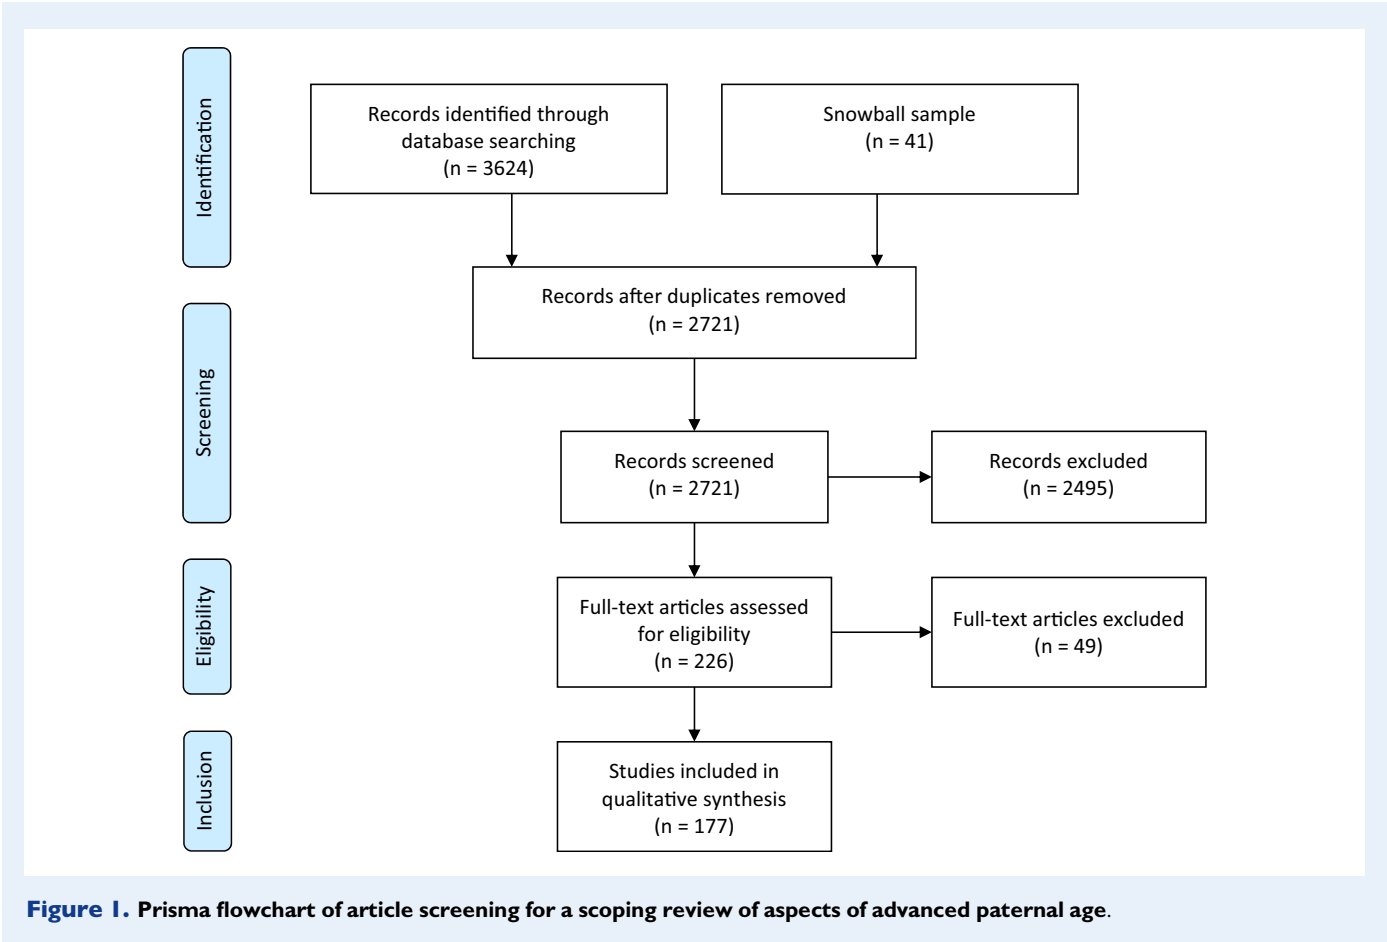 Identification
Records identified through
database searching
(n = 3624)
Snowball sample
(n = 41)
Records after duplicates removed
(n = 2721)
Screening
Records screened
(n = 2721)
Records excluded
(n = 2495)
Eligibility
Full-text articles assessed
for eligibility
(n = 226)
Full-text articles excluded
(n = 49)
Inclusion
Studies included in
qualitative synthesis
(n = 177)
Figure 1. Prisma flowchart of article screening for a scoping review of aspects of advanced paternal age.